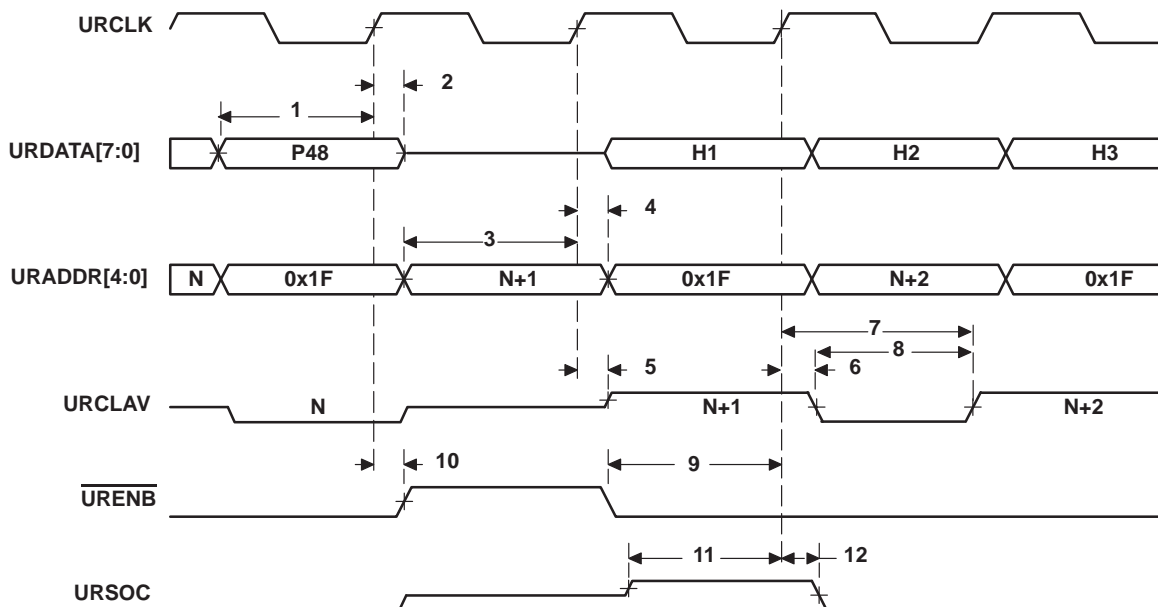 URCLK
2
1
URDATA[7:0] P48 H1 H2 H3
4
3
URADDR[4:0] N 0x1F N+1 0x1F N+2 0x1F
7
8
5 6
URCLAV N N+1 N+2
10 9
URENB
11 12
URSOC